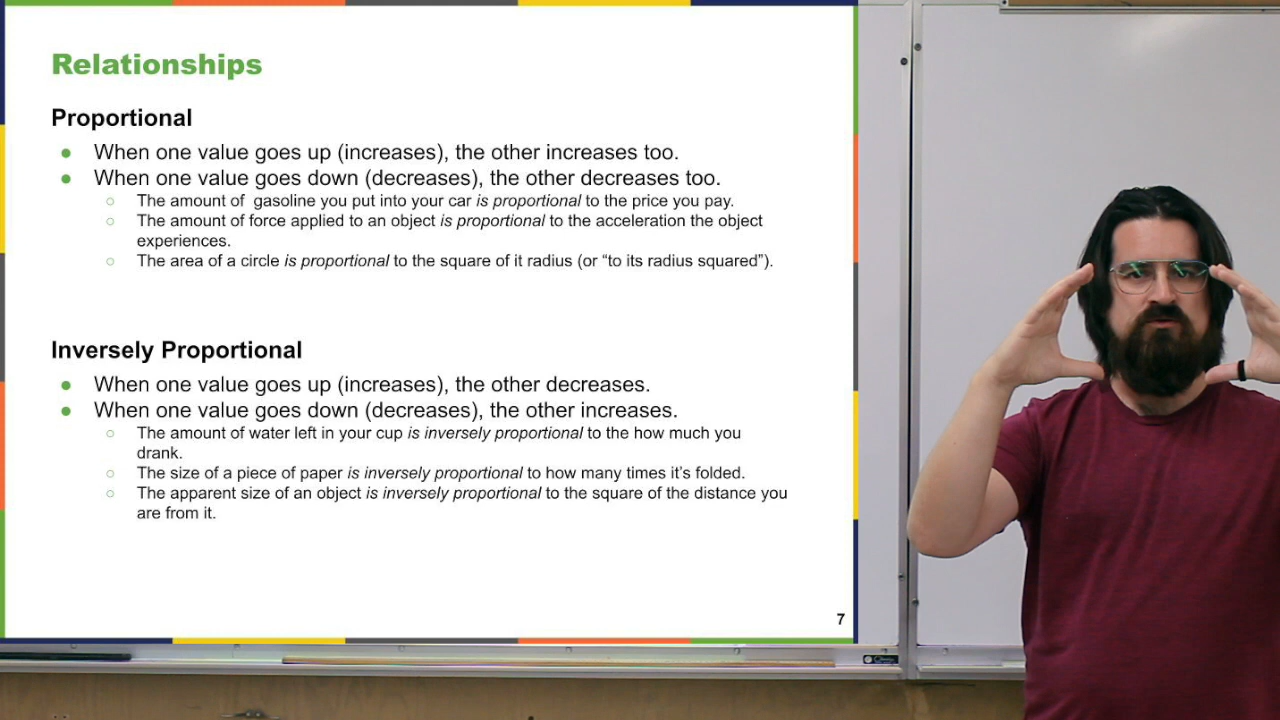 Relationships
Proportional
● When one value goes up (increases), the other increases too.
● When one value goes down (decreases), the other decreases too.
○ The amount of gasoline you put into your car is proportional to the price you pay.
○ The amount of force applied to an object is proportional to the acceleration the object
experiences.
○ The area of a circle is proportional to the square of it radius (or “to its radius squared”).
Inversely Proportional
● When one value goes up (increases), the other decreases.
● When one value goes down (decreases), the other increases.
○ The amount of water left in your cup is inversely proportional to the how much you
drank.
○ The size of a piece of paper is inversely proportional to how many times it’s folded.
○ The apparent size of an object is inversely proportional to the square of the distance you
are from it.
7